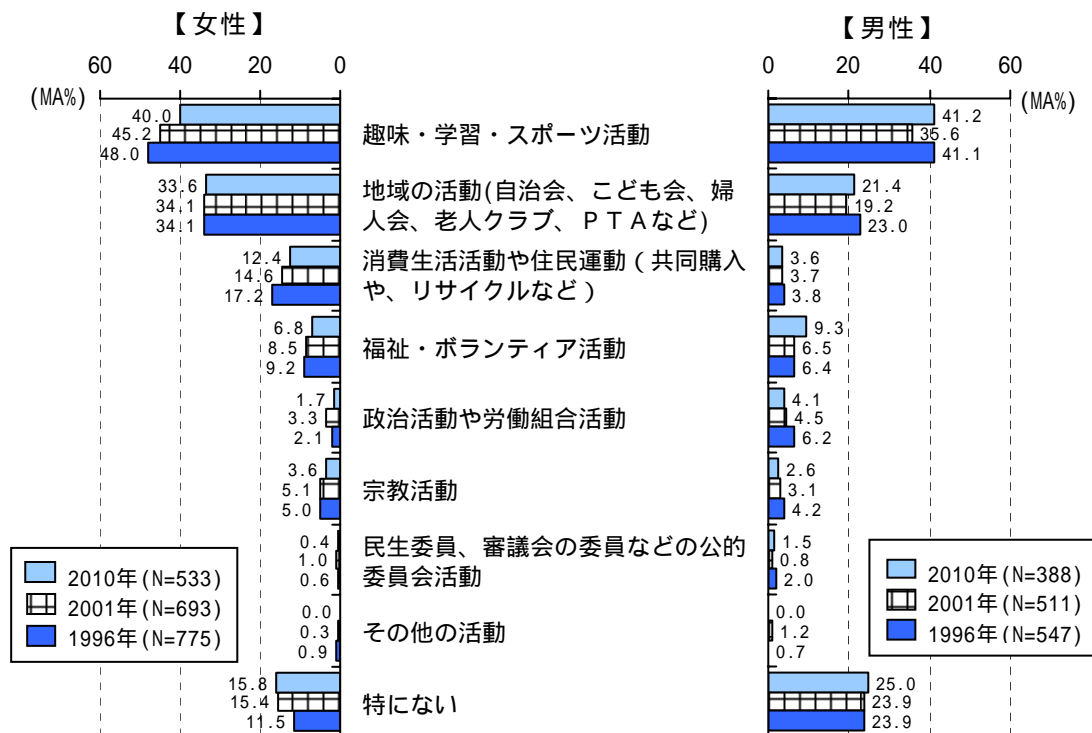 【女性】
【男性】
60 40 20 0
0 20 40 60
(MA%)
(MA%)
40.0
45.2
48.0
趣味・学習・スポーツ活動
41.2
35.6
41.1
33.6
34.1
34.1
地域の活動(自治会、こども会、婦
人会、老人クラブ、PTAなど)
21.4
19.2
23.0
12.4
14.6
17.2
消費生活活動や住民運動(共同購入
や、リサイクルなど)
3.6
3.7
3.8
6.8
8.5
9.2
福祉・ボランティア活動
9.3
6.5
6.4
1.7
3.3
2.1
政治活動や労働組合活動
4.1
4.5
6.2
3.6
5.1
5.0
宗教活動
2.6
3.1
4.2
0.4
1.0
0.6
民生委員、審議会の委員などの公的
委員会活動
1.5
0.8
2.0
0.0
0.3
0.9
その他の活動
0.0
1.2
0.7
15.8
15.4
11.5
特にない
25.0
23.9
23.9
2010年(N=533)
2001年(N=693)
1996年(N=775)
2010年(N=388)
2001年(N=511)
1996年(N=547)